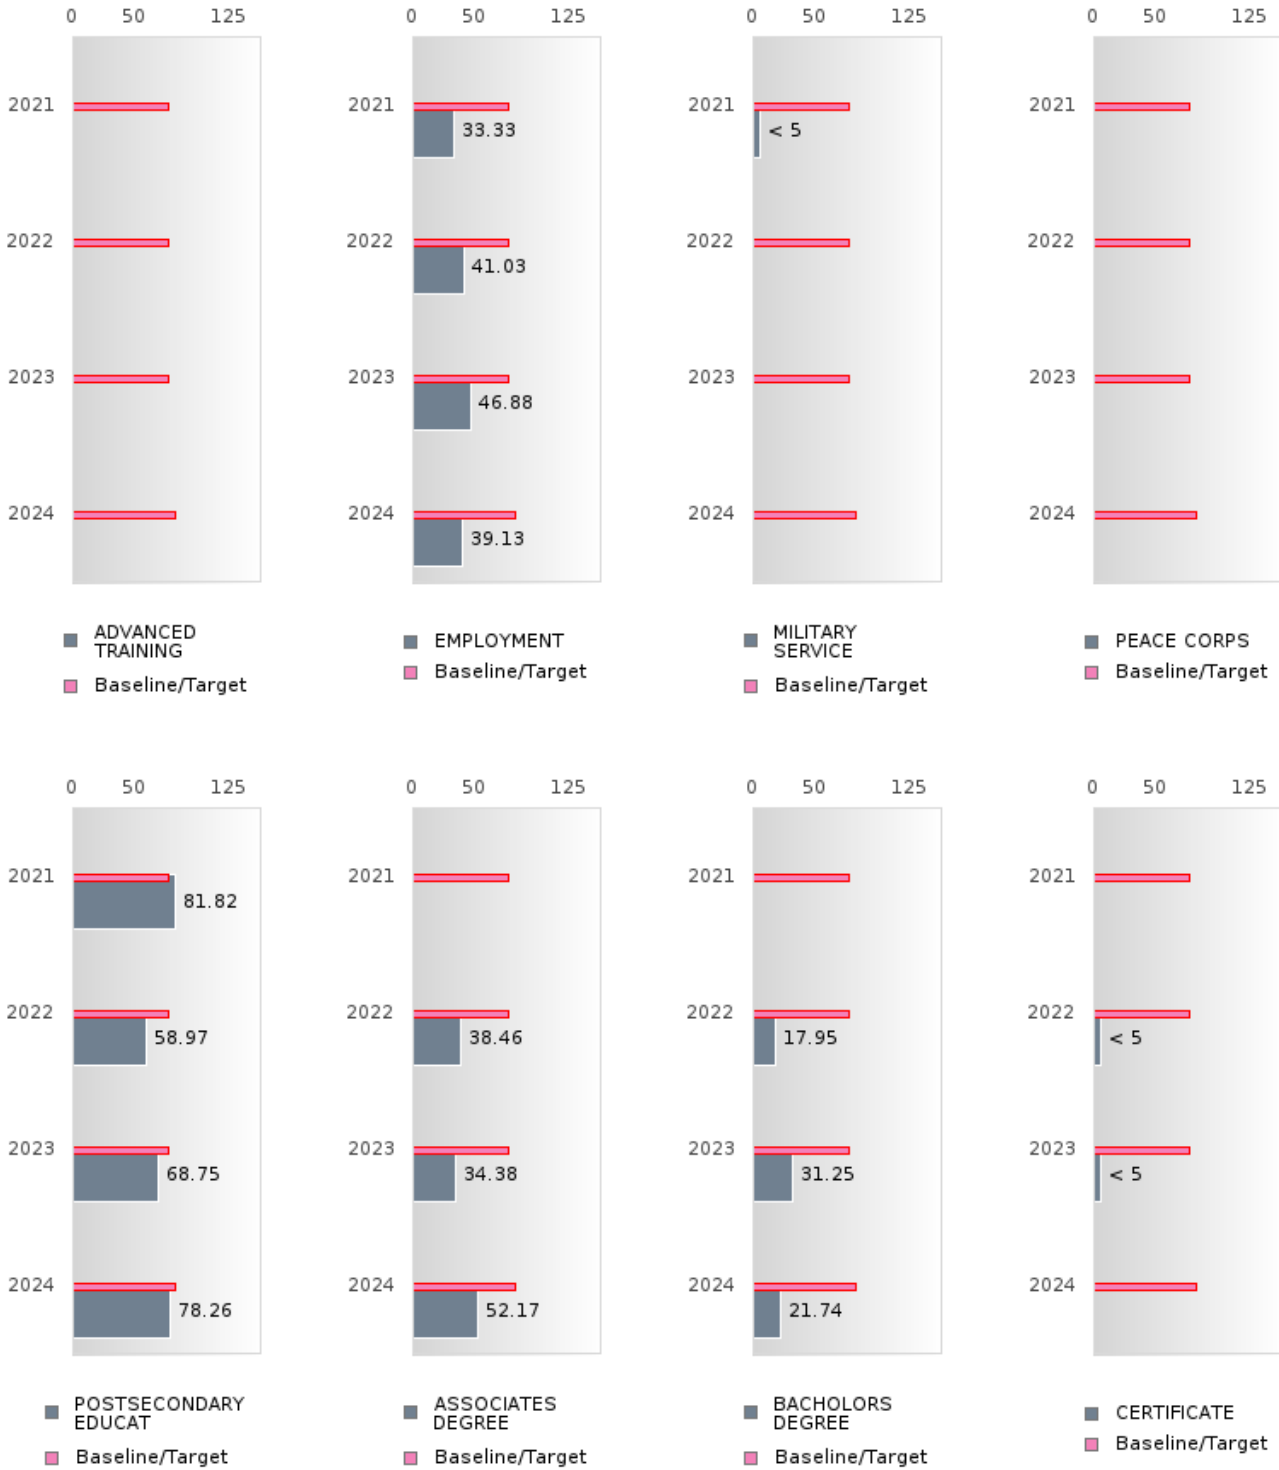 0 50 125 0 50 125 0 50 125 0 50 125
2021 2021 2021 2021
33.33 < 5
2022 2022 2022 2022
41.03
2023 2023 2023 2023
46.88
2024 2024 2024 2024
39.13
ADVANCED
TRAINING
Baseline/Target
EMPLOYMENT
Baseline/Target
MILITARY
SERVICE
Baseline/Target
PEACE CORPS
Baseline/Target
0 50 125 0 50 125 0 50 125 0 50 125
2021 2021 2021 2021
81.82
2022 2022 2022 2022
58.97 38.46 17.95 < 5
2023 2023 2023 2023
68.75 34.38 31.25 < 5
2024 2024 2024 2024
78.26 52.17 21.74
POSTSECONDARY
EDUCAT
Baseline/Target
ASSOCIATES
DEGREE
Baseline/Target
BACHOLORS
DEGREE
Baseline/Target
CERTIFICATE
Baseline/Target